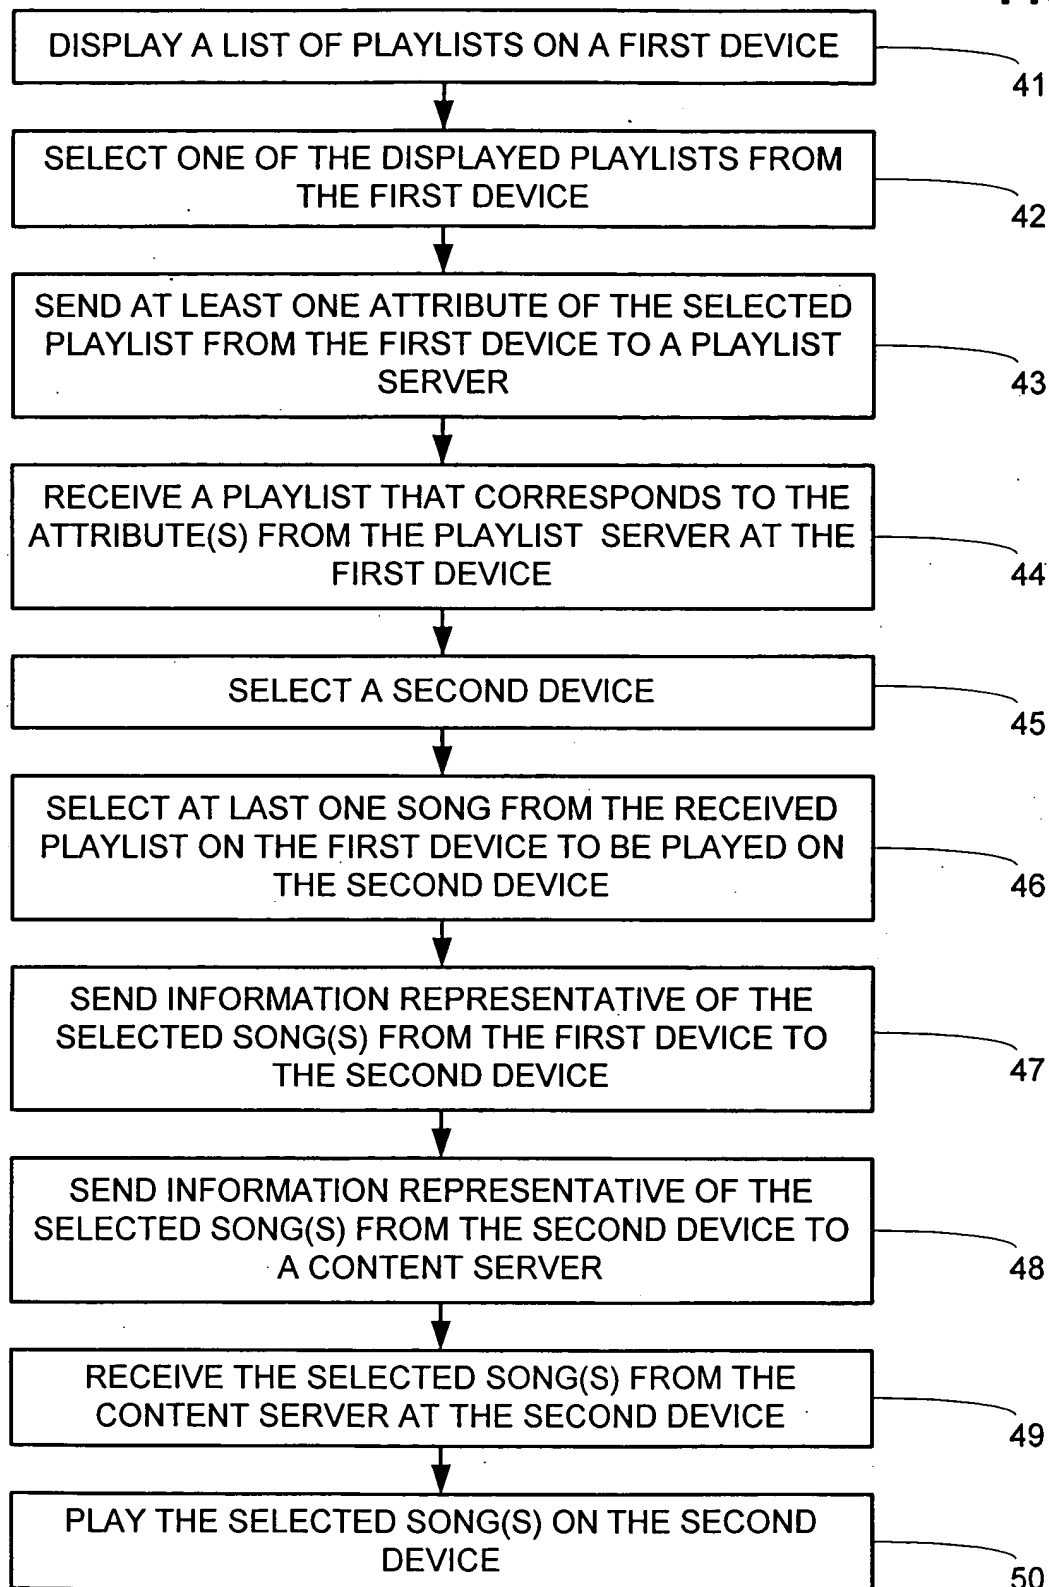 DISPLAY A LIST OF PLAYLISTS ON A FIRST DEVICE
41
SELECT ONE OF THE DISPLAYED PLAYLISTS FROM
THE FIRST DEVICE
42
SEND AT LEAST ONE ATTRIBUTE OF THE SELECTED
PLAYLIST FROM THE FIRST DEVICE TO A PLAYLIST
SERVER
43
RECEIVE A PLAYLIST THAT CORRESPONDS TO THE
ATTRIBUTE(S) FROM THE PLAYLIST SERVER AT THE
FIRST DEVICE
44
SELECT A SECOND DEVICE
45
SELECT AT LAST ONE SONG FROM THE RECEIVED
PLAYLIST ON THE FIRST DEVICE TO BE PLAYED ON
THE SECOND DEVICE
46
SEND INFORMATION REPRESENTATIVE OF THE
SELECTED SONG(S) FROM THE FIRST DEVICE TO
THE SECOND DEVICE
47
SEND INFORMATION REPRESENTATIVE OF THE
SELECTED SONG(S) FROM THE SECOND DEVICE TO
A CONTENT SERVER
48
RECEIVE THE SELECTED SONG(S) FROM THE
CONTENT SERVER AT THE SECOND DEVICE
49
PLAY THE SELECTED SONG(S) ON THE SECOND
DEVICE
50